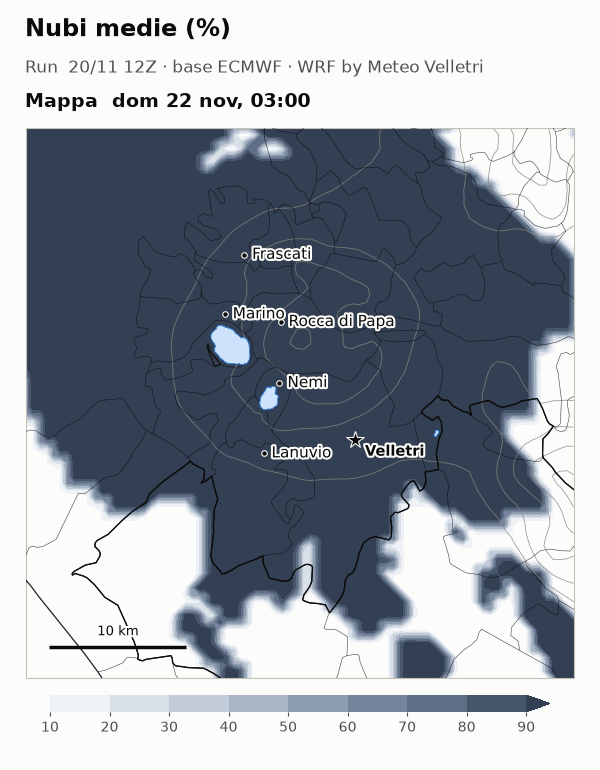 Nubi medie (%)
Run  20/11 12Z · base ECMWF · WRF by Meteo Velletri
Mappa  dom 22 nov, 03:00
Frascati
Marino
Rocca di Papa
Nemi
Velletri
Lanuvio
10 km
10 20 30 40 50 60 70 80 90